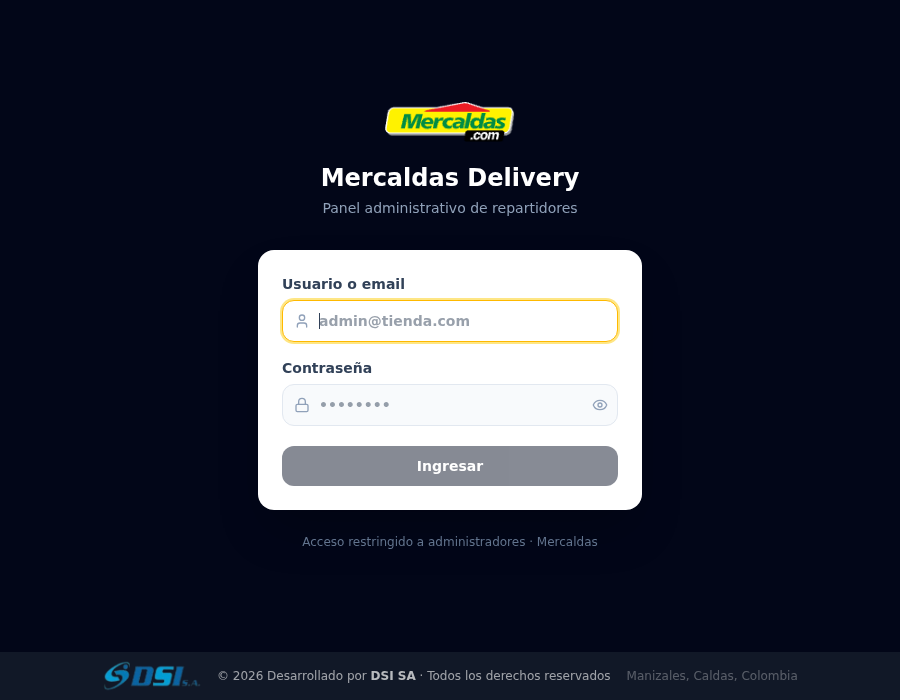 Mercaldas
.com
Mercaldas Delivery
Panel administrativo de repartidores
Usuario o email
admin@tienda.com
Contraseña
••••••••
Ingresar
Acceso restringido a administradores · Mercaldas
DSI S.A. © 2026 Desarrollado por DSI SA · Todos los derechos reservados Manizales, Caldas, Colombia